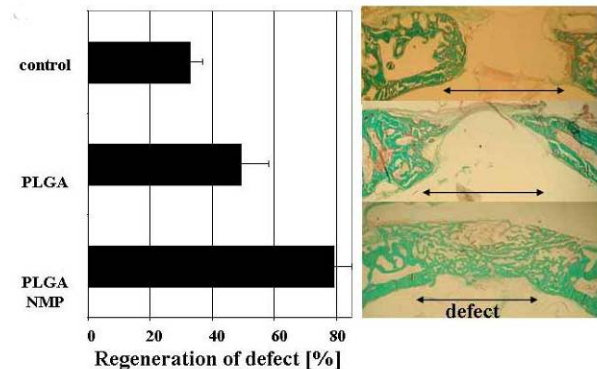 control
PLGA
PLGA
NMP
0 20 40 60 80
Regeneration of defect [%]
defect